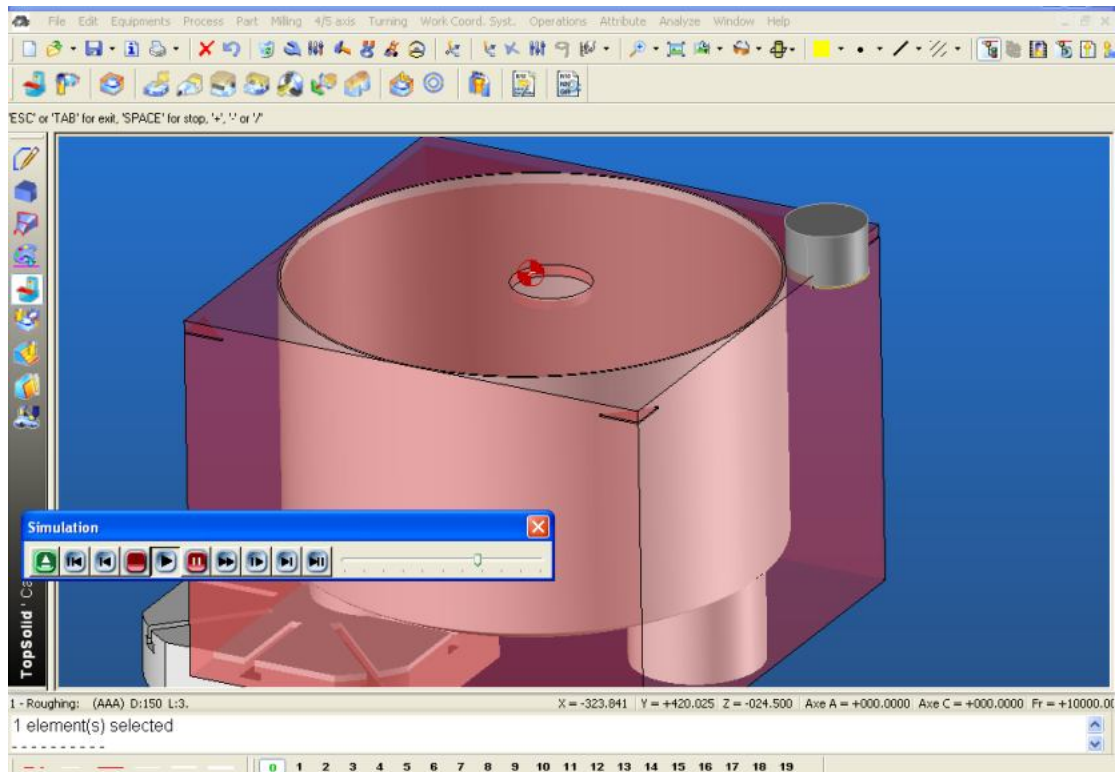 File Edit Equipments Process Part Milling 4/5 axis Turning Work Coord. Syst. Operations Attribute Analyze Window Help
'ESC' or 'TAB' for exit, 'SPACE' for stop, '+', '-' or '/'
Simulation
TopSolid'Ca
1 - Roughing: (AAA) D:150 L:3. X = -323.841 Y = +420.025 Z = -024.500 Axe A = +000.0000 Axe C = +000.0000 Fr = +10000.00
1 element(s) selected
----------
0 1 2 3 4 5 6 7 8 9 10 11 12 13 14 15 16 17 18 19